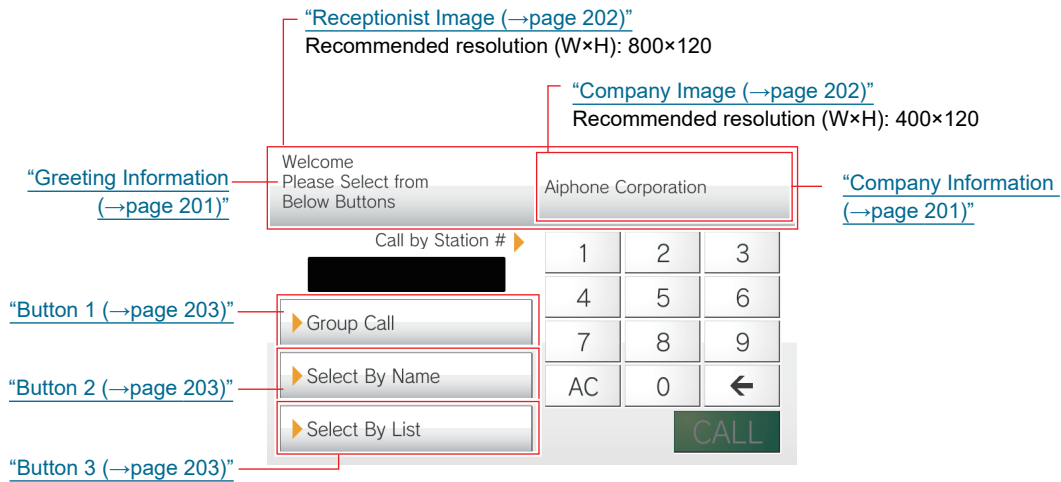 “Receptionist Image (→page 202)”
Recommended resolution (W×H): 800×120
“Company Image (→page 202)”
Recommended resolution (W×H): 400×120
“Greeting Information
(→page 201)”
Welcome
Please Select from
Below Buttons
Aiphone Corporation
“Company Information
(→page 201)”
Call by Station #
1 2 3
4 5 6
7 8 9
AC 0 ←
“Button 1 (→page 203)”
Group Call
“Button 2 (→page 203)”
Select By Name
“Button 3 (→page 203)”
Select By List
CALL